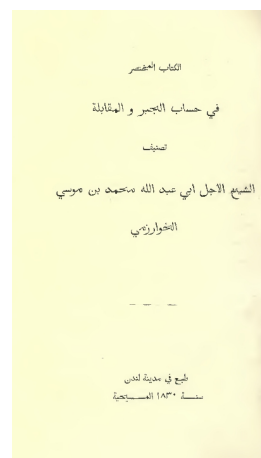 الكتاب المختصر
في حساب الجبر و المقابلة
تصنيف
الشيخ الاجل ابي عبد الله محمد بن موسي
الخوارزمي
طبع في مدينة لندن
سنة ١٨٣٠ المسيحية